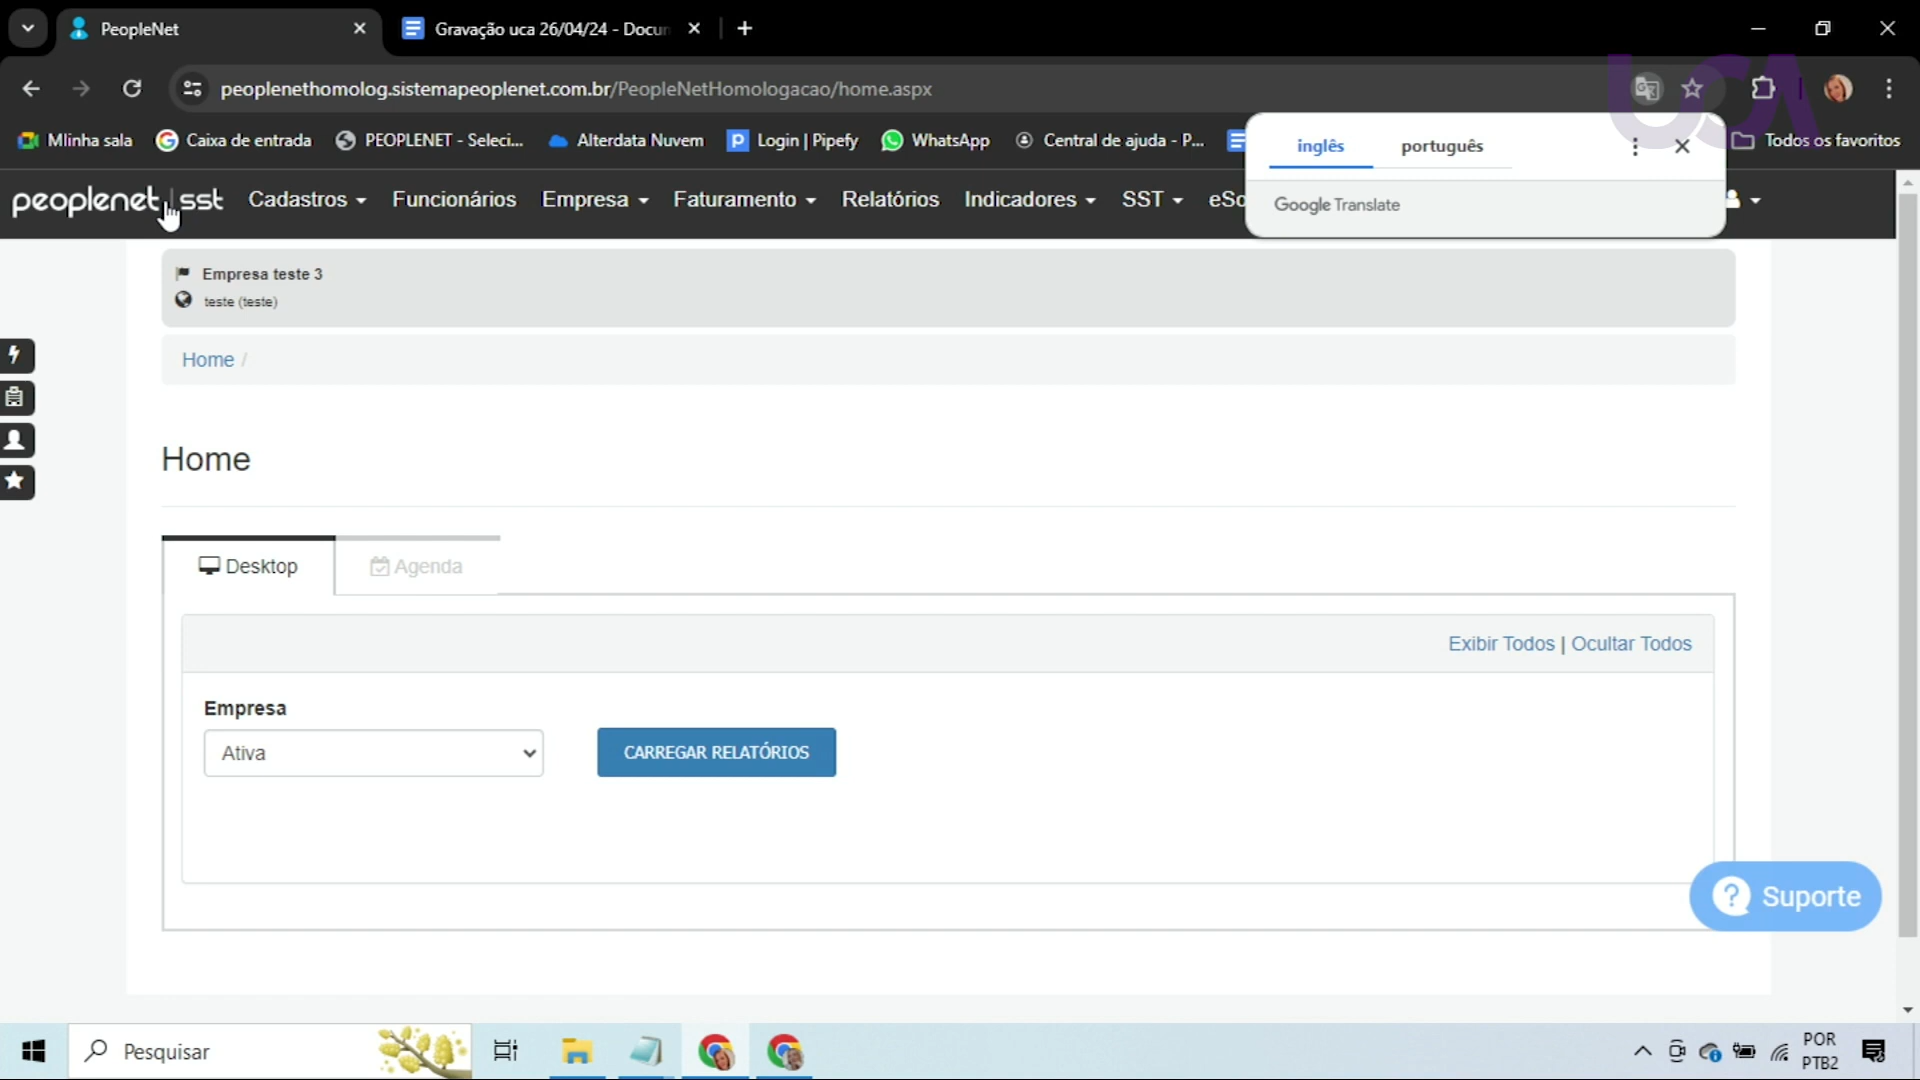 PeopleNet
Gravação uca 26/04/24 - Docu
peoplenethomolog.sistemapeoplenet.com.br/PeopleNetHomologacao/home.aspx
UCA
MIinha sala
Caixa de entrada
PEOPLENET - Seleci...
Alterdata Nuvem
Login | Pipefy
WhatsApp
Central de ajuda - P...
Todos os favoritos
inglês
português
Google Translate
peoplenet | sst
Cadastros
Funcionários
Empresa
Faturamento
Relatórios
Indicadores
SST
eSo
Empresa teste 3
teste (teste)
Home /
Home
Desktop
Agenda
Exibir Todos | Ocultar Todos
Empresa
Ativa
CARREGAR RELATÓRIOS
Suporte
Pesquisar
POR
PTB2